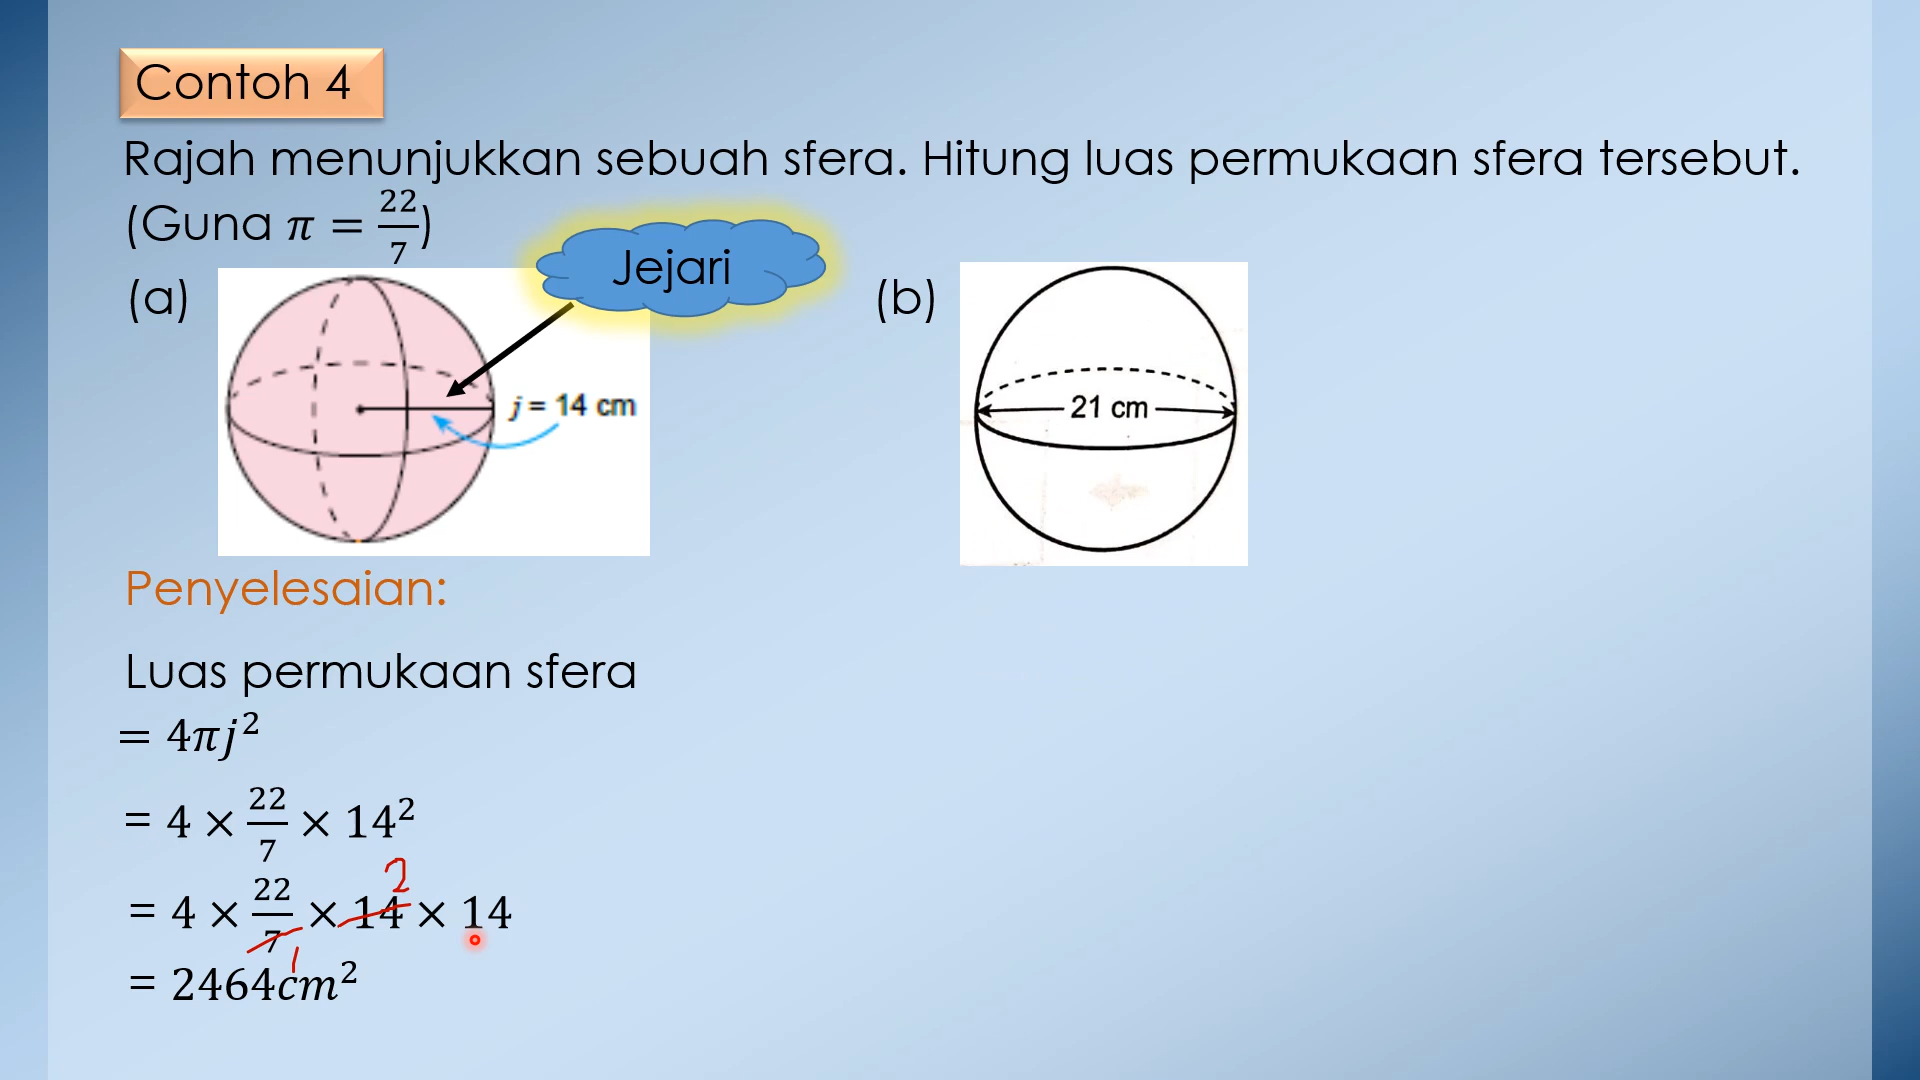 Contoh 4
Rajah menunjukkan sebuah sfera. Hitung luas permukaan sfera tersebut.
(Guna π = 22/7)
Jejari
(a)
j = 14 cm
(b)
21 cm
Penyelesaian:
Luas permukaan sfera
= 4πj²
= 4 × 22/7 × 14²
2
= 4 × 22/7 × 14 × 14
1
= 2464cm²